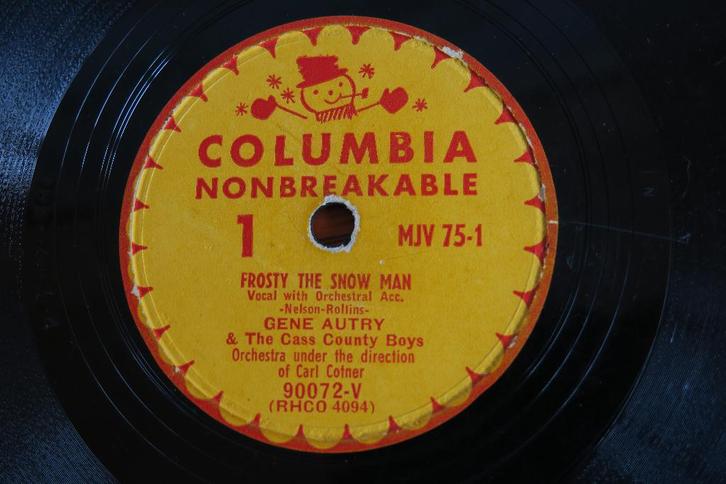 COLUMBIA
NONBREAKABLE
1 MJV 75-1
FROSTY THE SNOW MAN
Vocal with Orchestral Acc.
-Nelson-Rollins-
GENE AUTRY
& The Cass County Boys
Orchestra under the direction
of Carl Cotner
90072-V
(RHCO 4094)